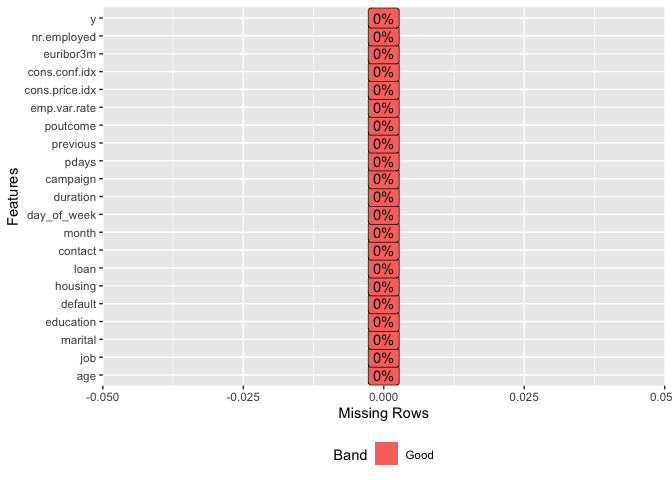 y 0%
nr.employed 0%
euribor3m 0%
cons.conf.idx 0%
cons.price.idx 0%
emp.var.rate 0%
poutcome 0%
previous 0%
pdays 0%
campaign 0%
duration 0%
day_of_week 0%
month 0%
contact 0%
loan 0%
housing 0%
default 0%
education 0%
marital 0%
job 0%
age 0%
Features
-0.050 -0.025 0.000 0.025 0.05
Missing Rows
Band Good